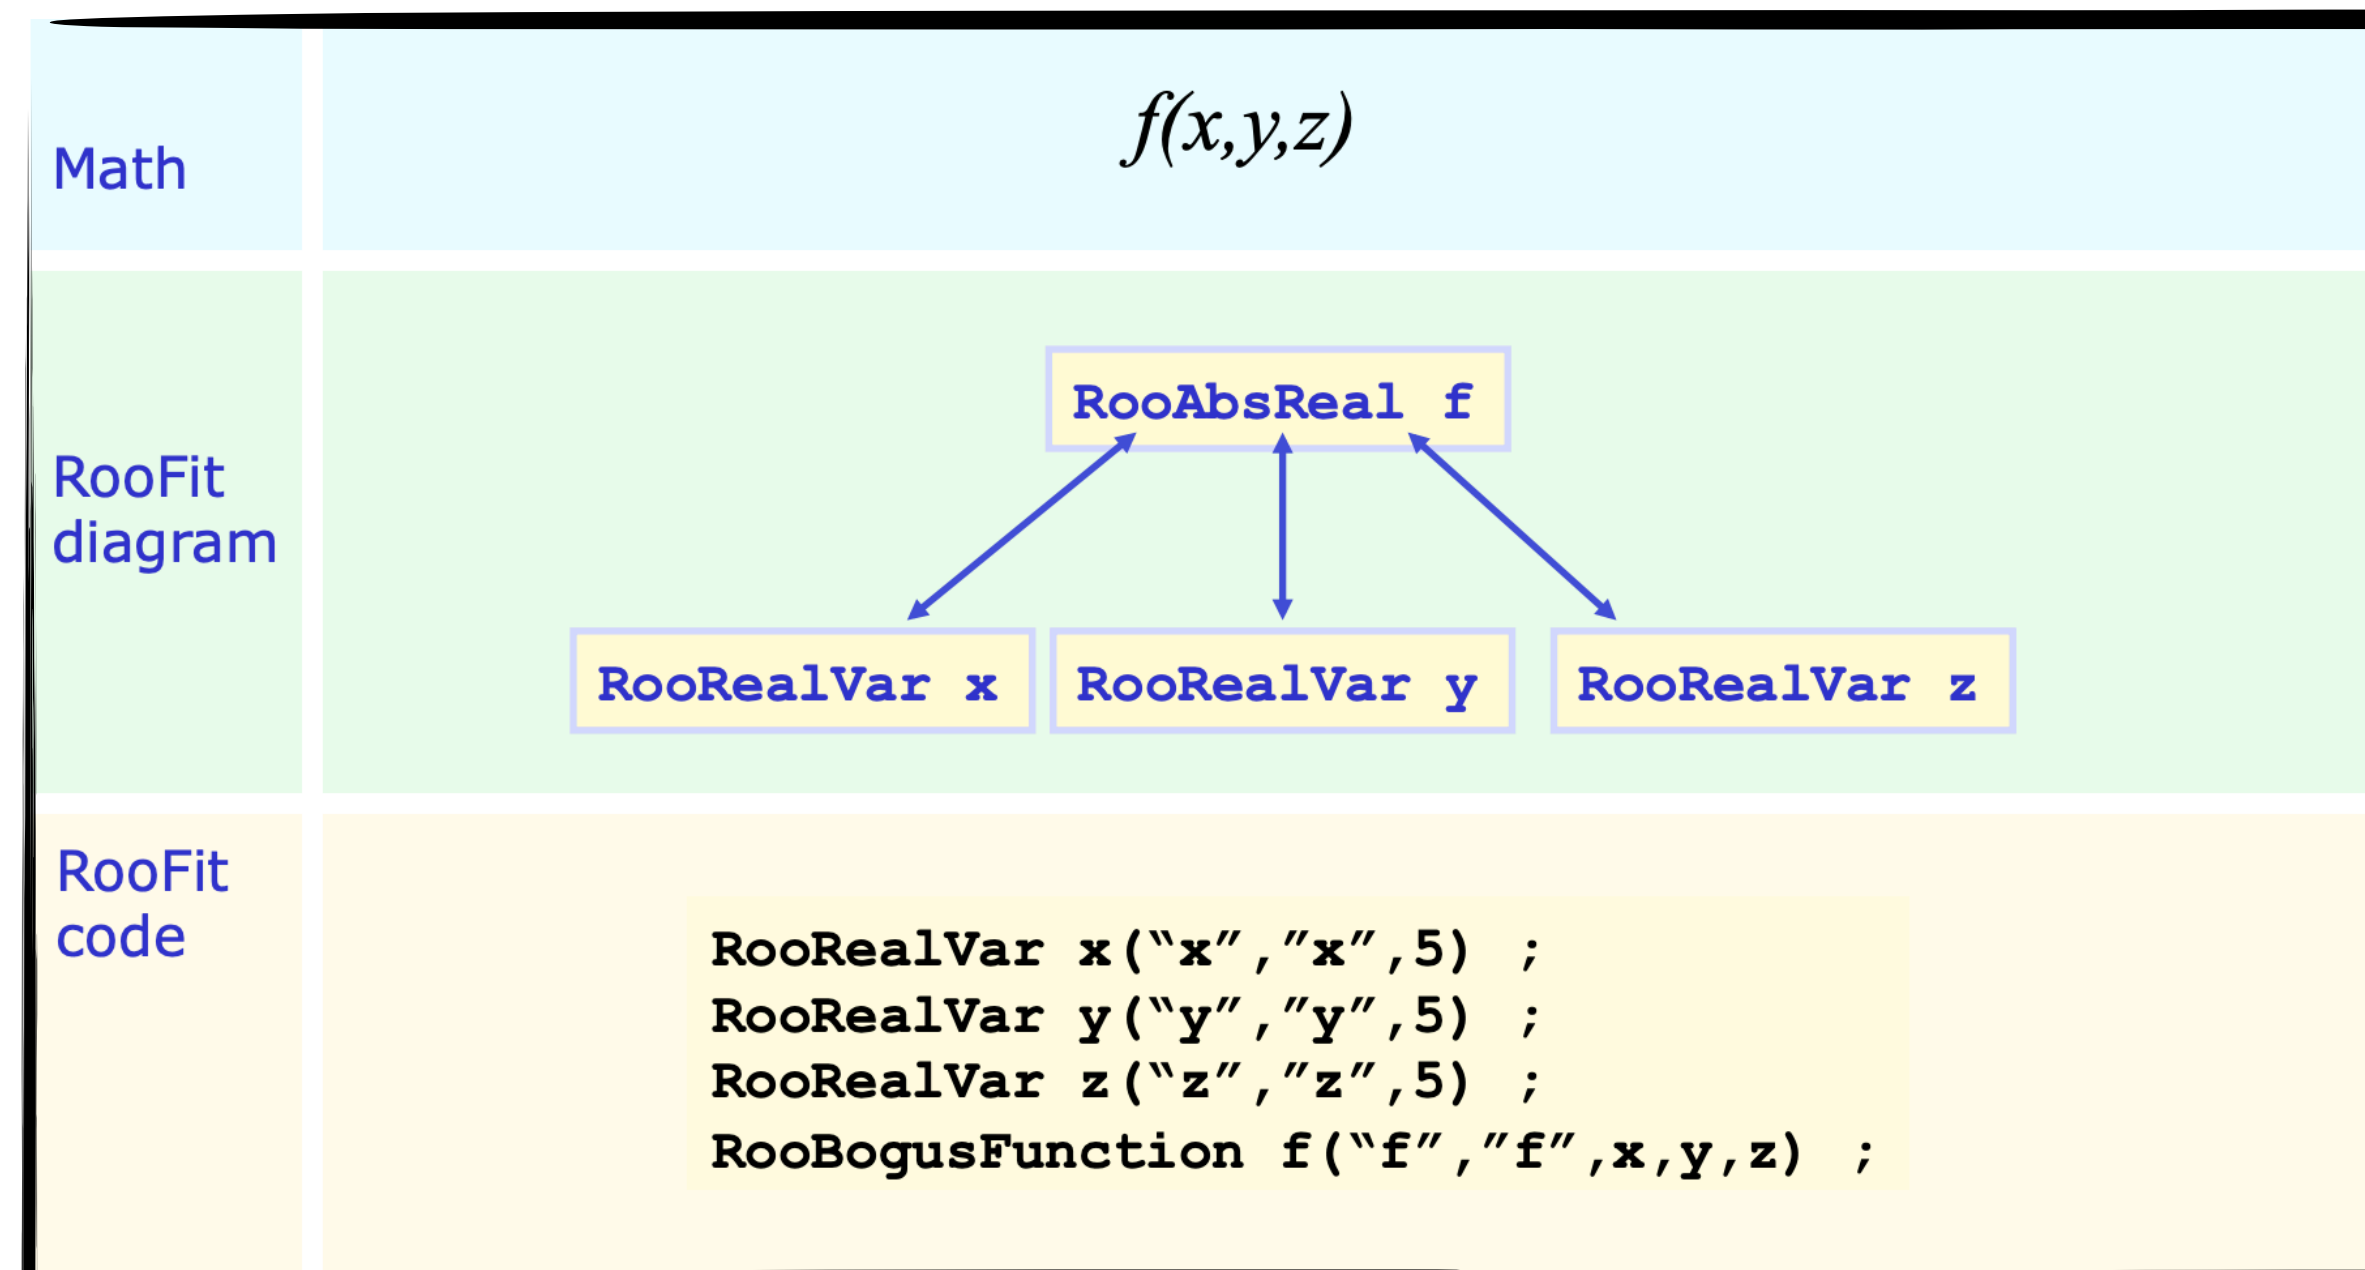 Math
f(x,y,z)
RooFit
diagram
RooAbsReal f
RooRealVar x
RooRealVar y
RooRealVar z
RooFit
code
RooRealVar x(“x”,”x”,5) ;
RooRealVar y(“y”,”y”,5) ;
RooRealVar z(“z”,”z”,5) ;
RooBogusFunction f(“f”,”f”,x,y,z) ;